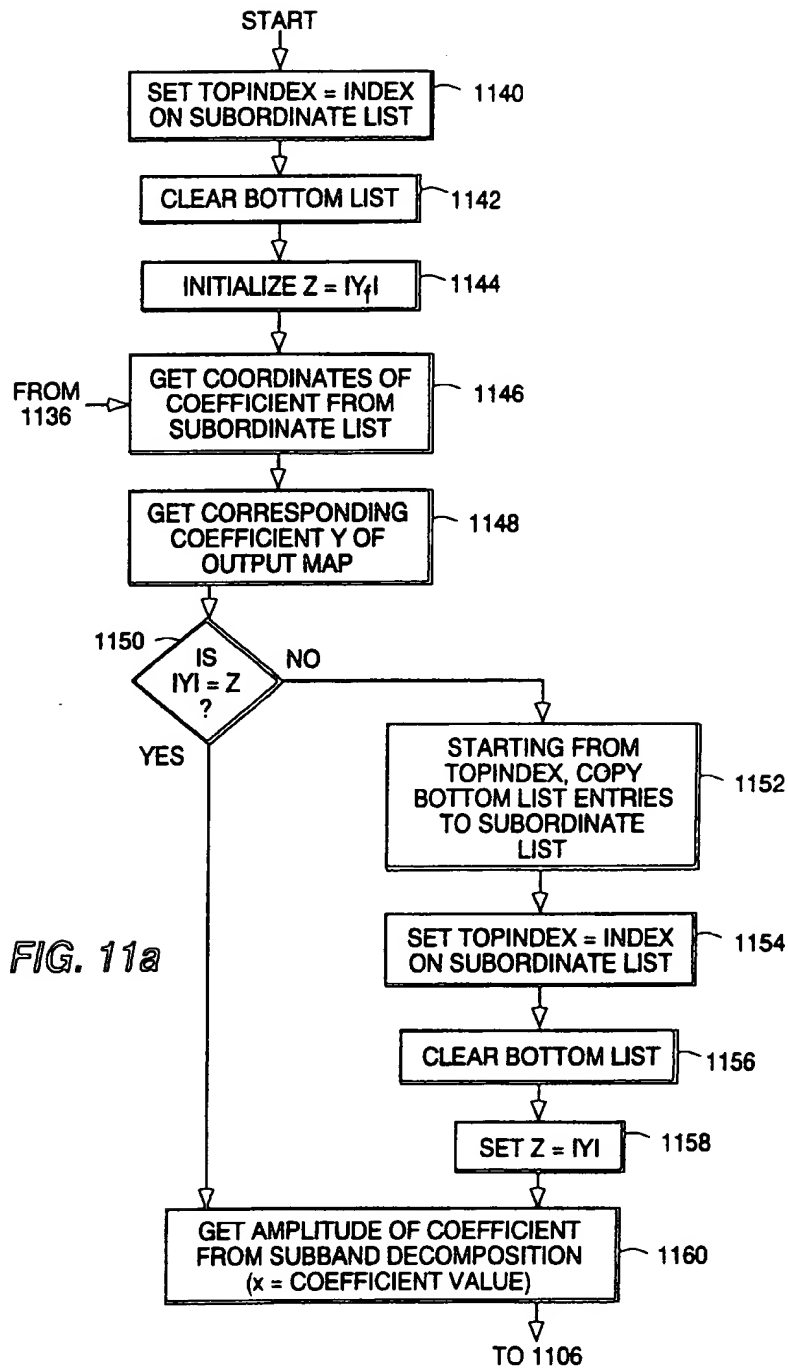 START
SET TOPINDEX = INDEX
ON SUBORDINATE LIST
1140
CLEAR BOTTOM LIST
1142
INITIALIZE Z = |Yf|
1144
FROM
1136
GET COORDINATES OF
COEFFICIENT FROM
SUBORDINATE LIST
1146
GET CORRESPONDING
COEFFICIENT Y OF
OUTPUT MAP
1148
1150
IS
|Y| = Z
?
NO
YES
STARTING FROM
TOPINDEX, COPY
BOTTOM LIST ENTRIES
TO SUBORDINATE
LIST
1152
FIG. 11a
SET TOPINDEX = INDEX
ON SUBORDINATE LIST
1154
CLEAR BOTTOM LIST
1156
SET Z = |Y|
1158
GET AMPLITUDE OF COEFFICIENT
FROM SUBBAND DECOMPOSITION
(x = COEFFICIENT VALUE)
1160
TO 1106